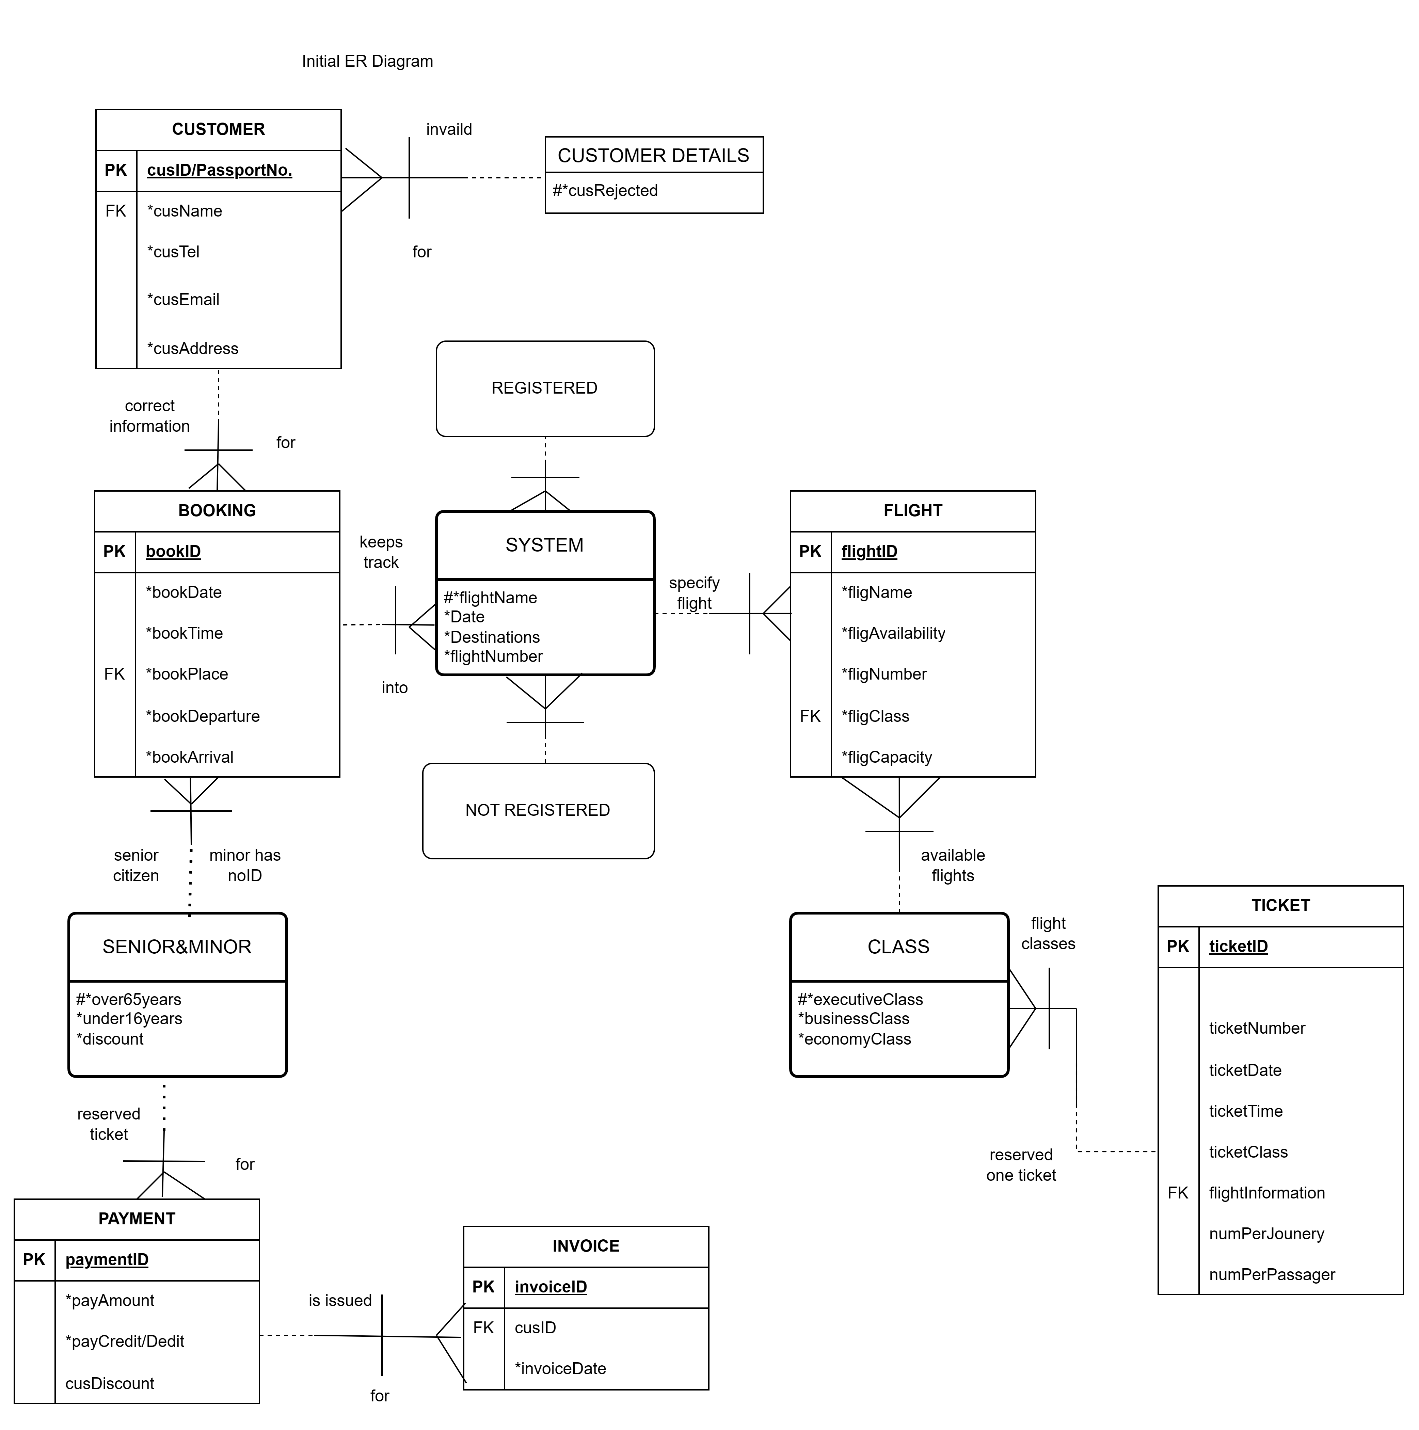 Initial ER Diagram
CUSTOMER
PK cusID/PassportNo.
FK *cusName
*cusTel
*cusEmail
*cusAddress
invaild
for
CUSTOMER DETAILS
#*cusRejected
correct
information
for
REGISTERED
BOOKING
PK bookID
*bookDate
*bookTime
FK *bookPlace
*bookDeparture
*bookArrival
keeps
track
into
SYSTEM
#*flightName
*Date
*Destinations
*flightNumber
specify
flight
FLIGHT
PK flightID
*fligName
*fligAvailability
*fligNumber
FK *fligClass
*fligCapacity
NOT REGISTERED
senior
citizen
minor has
noID
available
flights
SENIOR&MINOR
#*over65years
*under16years
*discount
CLASS
#*executiveClass
*businessClass
*economyClass
flight
classes
reserved
one ticket
TICKET
PK ticketID
ticketNumber
ticketDate
ticketTime
ticketClass
FK flightInformation
numPerJounery
numPerPassager
reserved
ticket
for
PAYMENT
PK paymentID
*payAmount
*payCredit/Dedit
cusDiscount
is issued
for
INVOICE
PK invoiceID
FK cusID
*invoiceDate